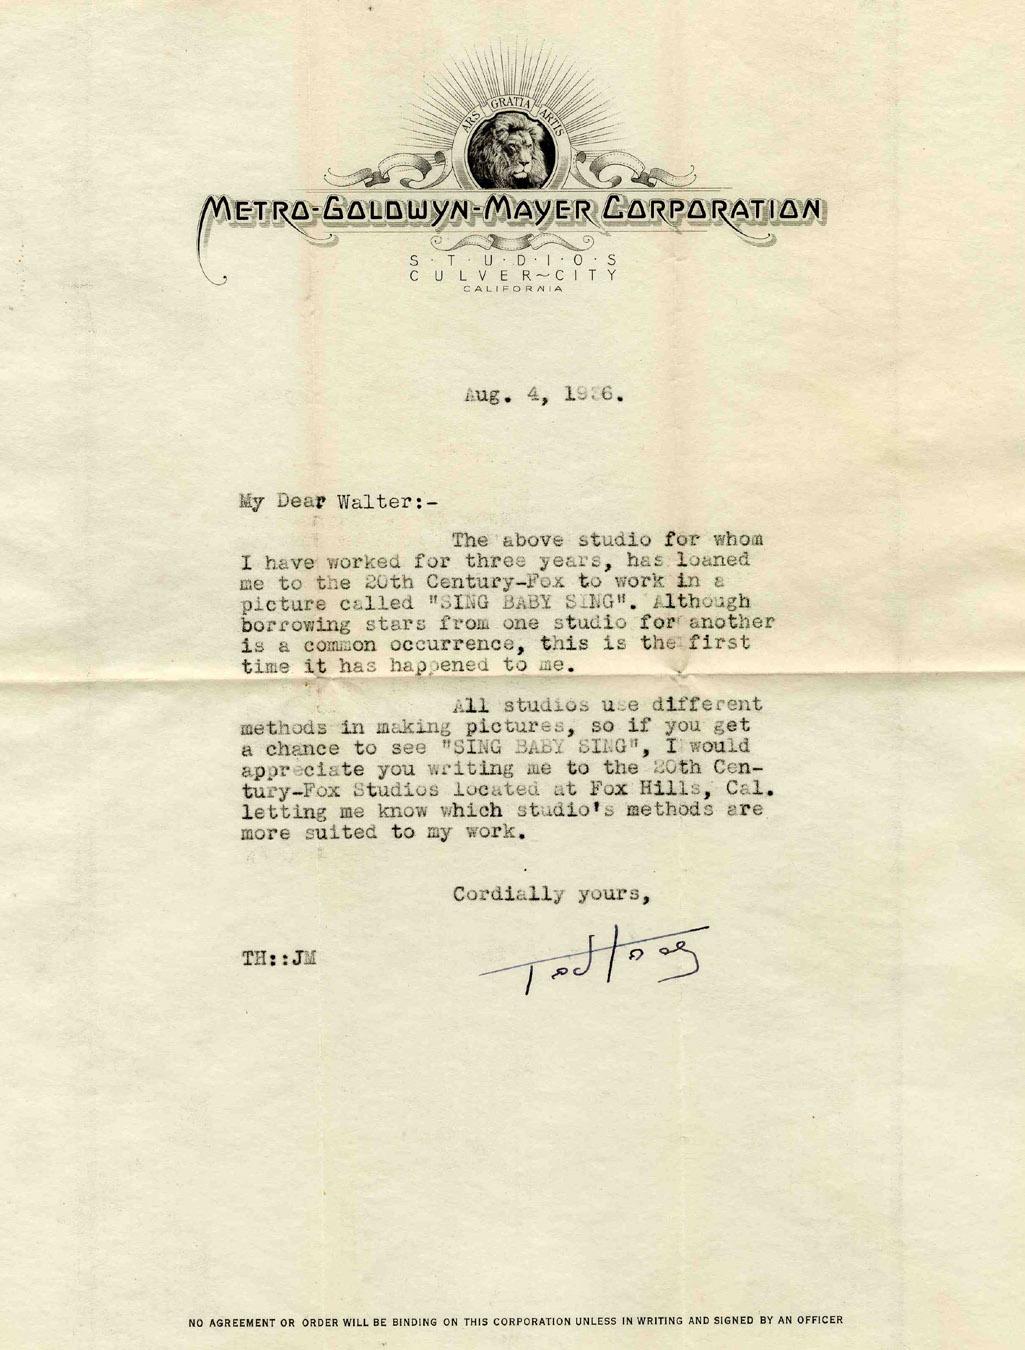 ARS GRATIA ARTIS
METRO-GOLDWYN-MAYER CORPORATION
S·T·U·D·I·O·S
CULVER~CITY
CALIFORNIA
Aug. 4, 1936.
My Dear Walter:-
The above studio for whom
I have worked for three years, has loaned
me to the 20th Century-Fox to work in a
picture called "SING BABY SING". Although
borrowing stars from one studio for another
is a common occurrence, this is the first
time it has happened to me.
All studios use different
methods in making pictures, so if you get
a chance to see "SING BABY SING", I would
appreciate you writing me to the 20th Cen-
tury-Fox Studios located at Fox Hills, Cal.
letting me know which studio's methods are
more suited to my work.
Cordially yours,
TH::JM
Ted
NO AGREEMENT OR ORDER WILL BE BINDING ON THIS CORPORATION UNLESS IN WRITING AND SIGNED BY AN OFFICER